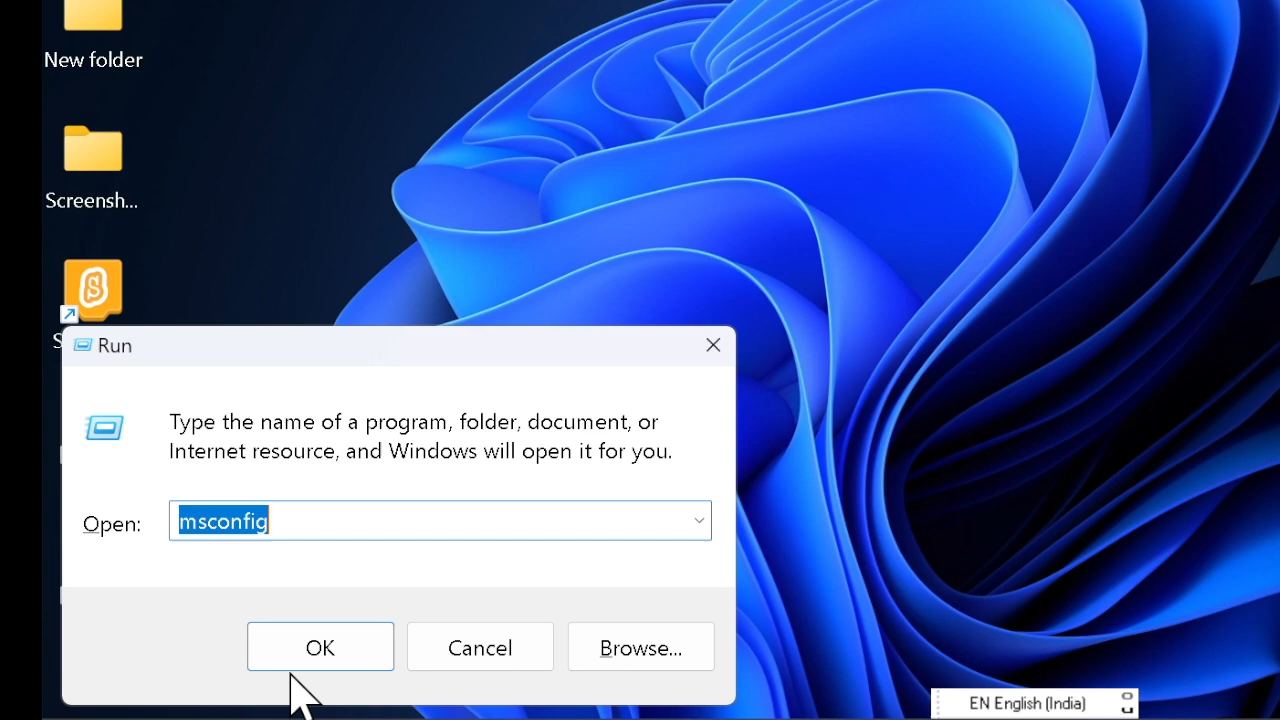 New folder
Screensh...
S
Run
Type the name of a program, folder, document, or
Internet resource, and Windows will open it for you.
Open:
msconfig
OK
Cancel
Browse...
EN English (India)